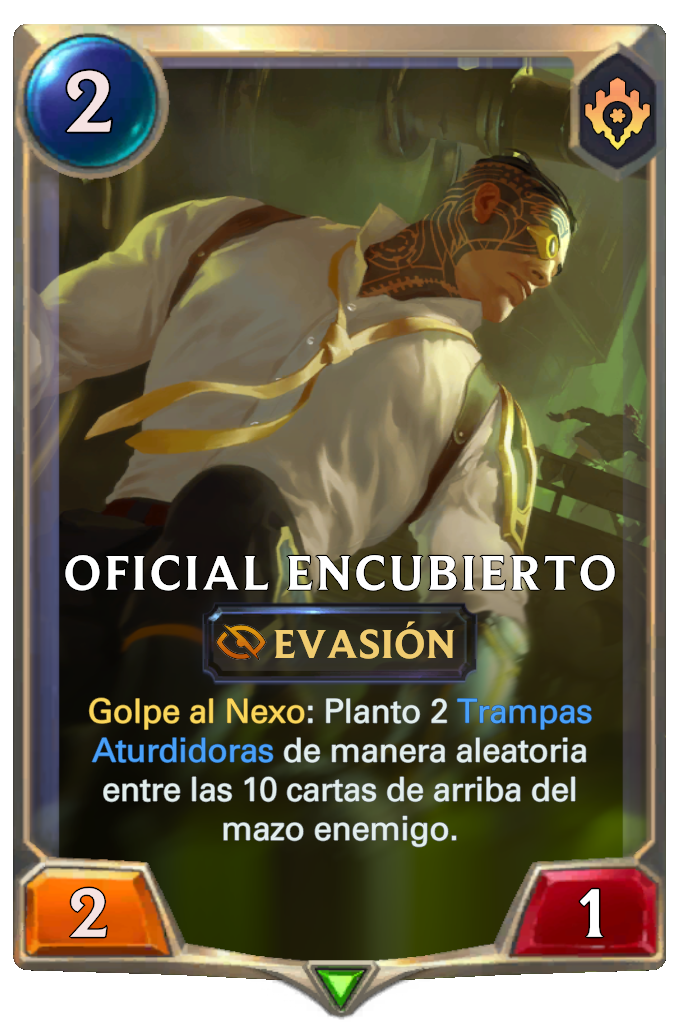 2
OFICIAL ENCUBIERTO
EVASIÓN
Golpe al Nexo: Planto 2 Trampas
Aturdidoras de manera aleatoria
entre las 10 cartas de arriba del
mazo enemigo.
2
1